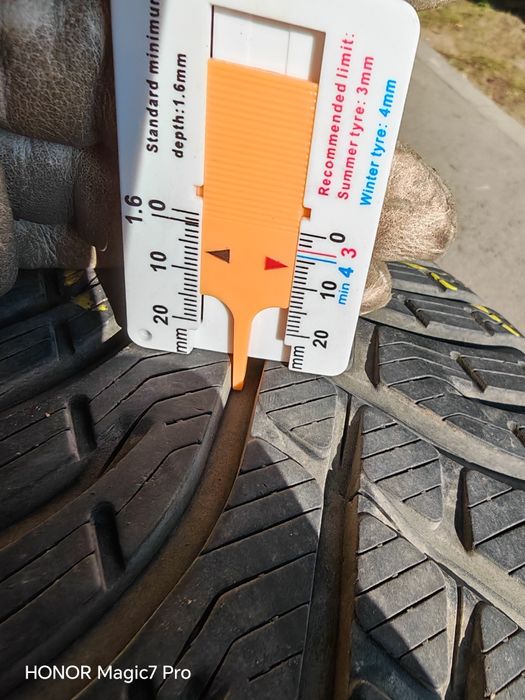 Standard minimum
depth:1.6mm
Recommended limit:
Summer tyre: 3mm
Winter tyre: 4mm
1.6
0
10
20
mm
0
3
4
min
10
20
mm
HONOR Magic7 Pro